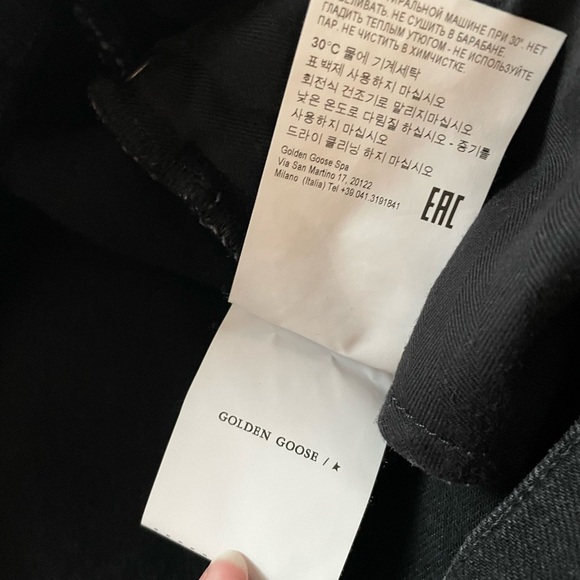 СТИРАЛЬНОЙ МАШИНЕ ПРИ 30°. НЕТ
ОТБЕЛИВАТЬ. НЕ СУШИТЬ В БАРАБАНЕ
ГЛАДИТЬ ТЕПЛЫМ УТЮГОМ - НЕ ИСПОЛЬЗУЙТЕ
ПАР. НЕ ЧИСТИТЬ В ХИМЧИСТКЕ.
30°C 물에 기계세탁
표백제 사용하지 마십시오
회전식 건조기로 말리지마십시오
낮은 온도로 다림질 하십시오 - 증기를
사용하지 마십시오
드라이 클리닝 하지 마십시오
Golden Goose Spa
Via San Martino 17, 20122
Milano (Italia) Tel +39.041.3191841
EAC
GOLDEN GOOSE /